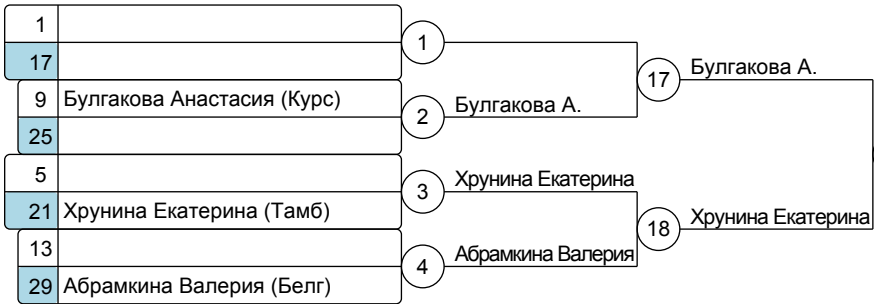 1
1
17
17
Булгакова А.
9 Булгакова Анастасия (Курс)
2
Булгакова А.
25
5
3
Хрунина Екатерина
21 Хрунина Екатерина (Тамб)
18
Хрунина Екатерина
13
4
Абрамкина Валерия
29 Абрамкина Валерия (Белг)